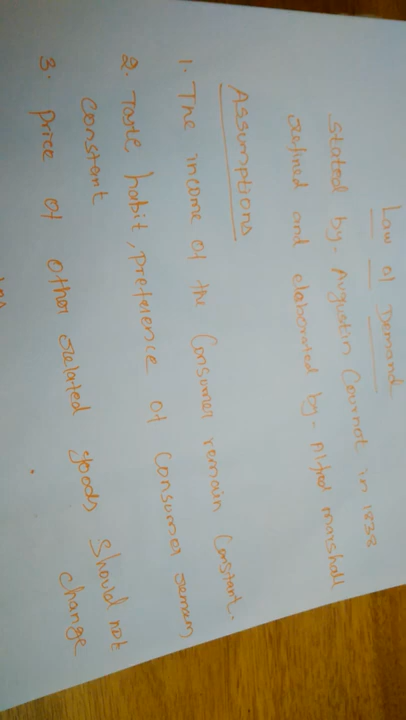 Law of Demand
Stated by- Augustin Cournot in 1838
refined and elaborated by- Alfred marshall
Assumptions
1. The income of the Consumer remain Constant.
2. Taste, habit, preference of Consumer remain
Constant
3. Price of Other related goods Should not
change